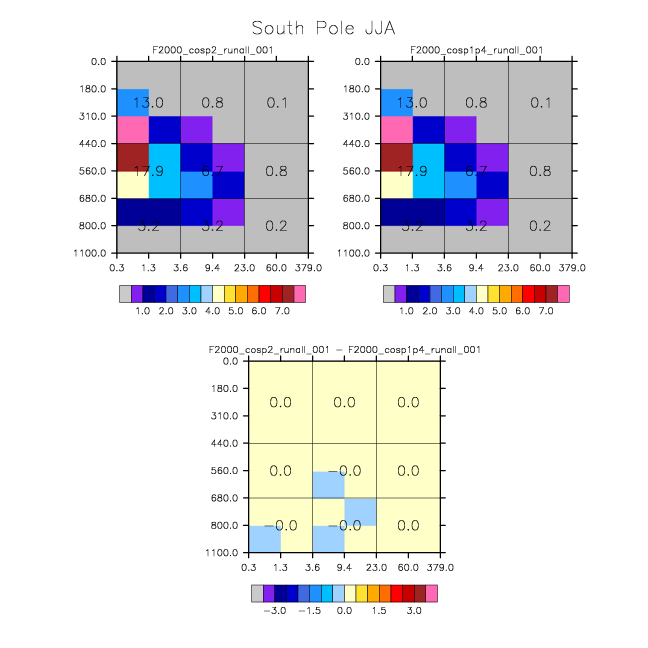 South Pole JJA
F2000_cosp2_runall_001
F2000_cosp1p4_runall_001
0.0
180.0
310.0
440.0
560.0
680.0
800.0
1100.0
13.0 0.8 0.1
17.9 6.7 0.8
3.2 3.2 0.2
0.3 1.3 3.6 9.4 23.0 60.0 379.0
1.0 2.0 3.0 4.0 5.0 6.0 7.0
0.0
180.0
310.0
440.0
560.0
680.0
800.0
1100.0
13.0 0.8 0.1
17.9 6.7 0.8
3.2 3.2 0.2
0.3 1.3 3.6 9.4 23.0 60.0 379.0
1.0 2.0 3.0 4.0 5.0 6.0 7.0
F2000_cosp2_runall_001 − F2000_cosp1p4_runall_001
0.0
180.0
310.0
440.0
560.0
680.0
800.0
1100.0
0.0 0.0 0.0
0.0 −0.0 0.0
−0.0 −0.0 0.0
0.3 1.3 3.6 9.4 23.0 60.0 379.0
−3.0 −1.5 0.0 1.5 3.0